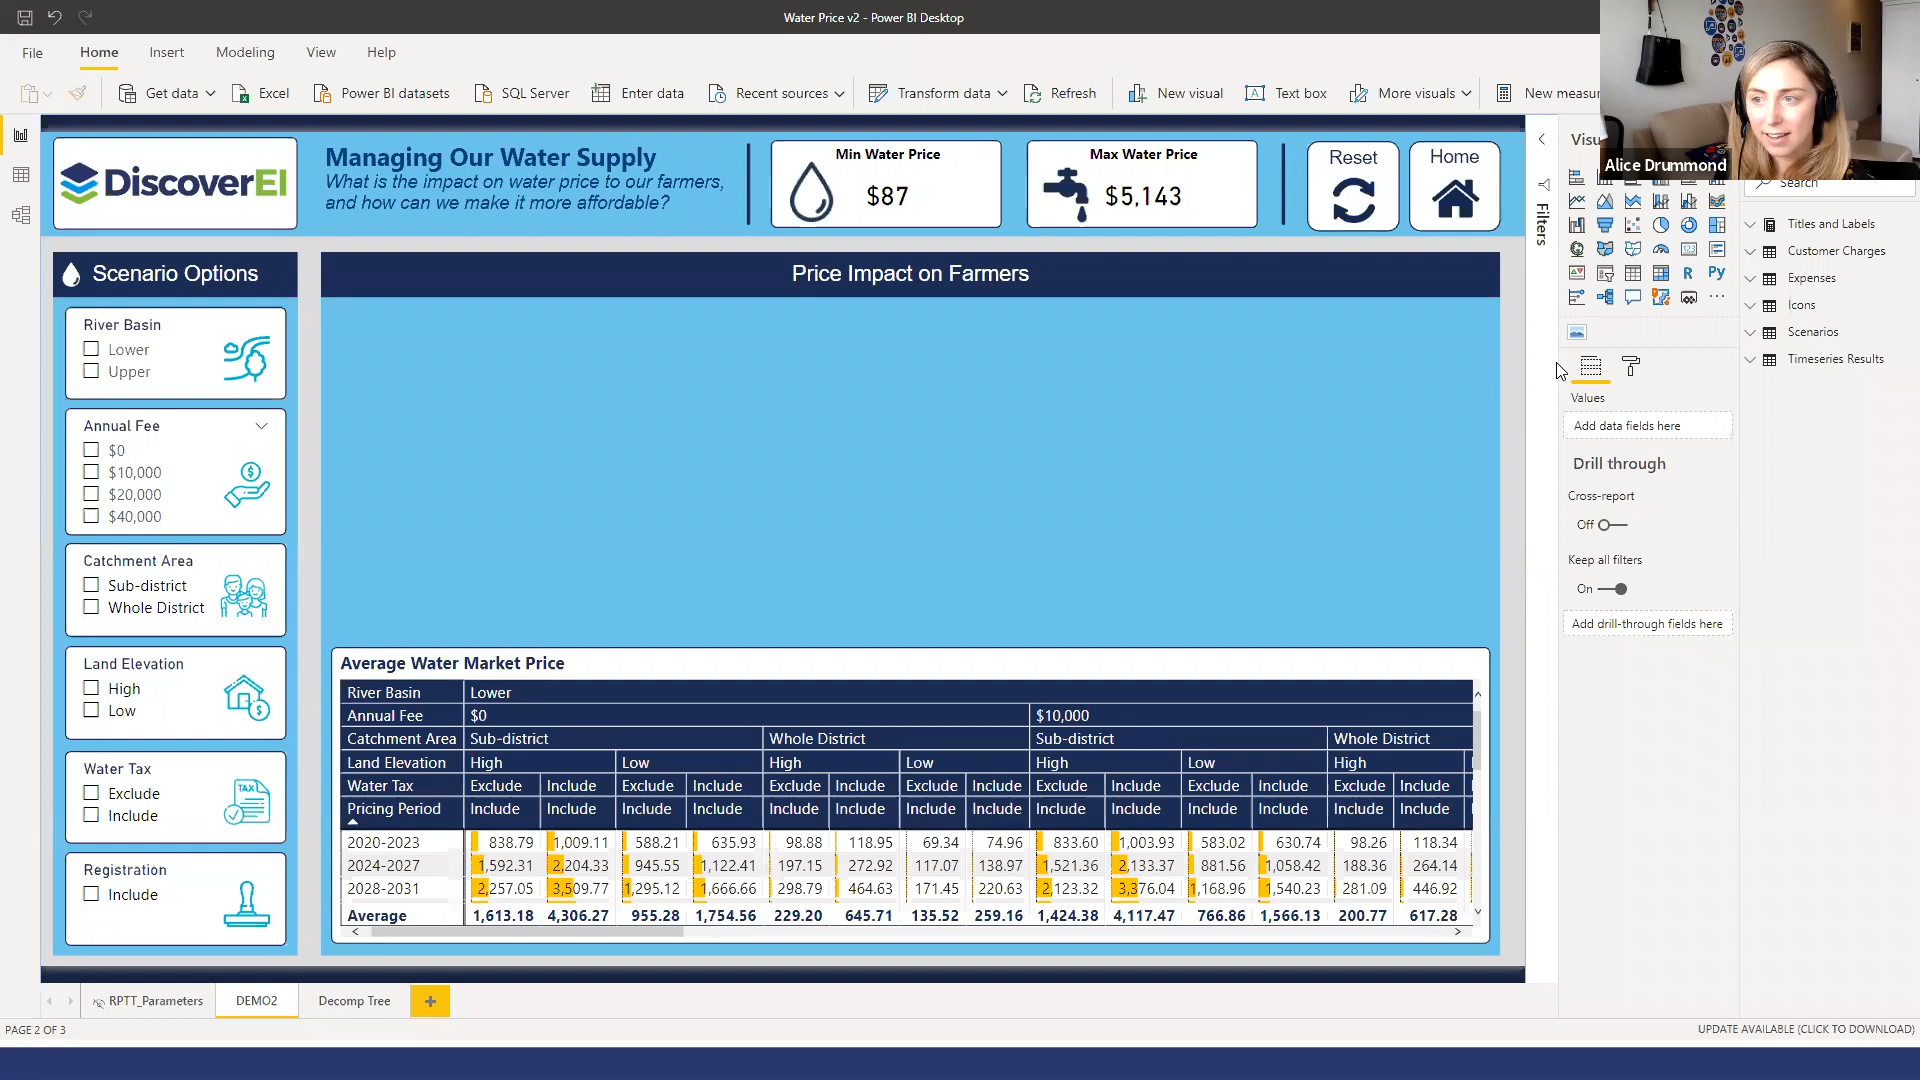 Water Price v2 - Power BI Desktop
File Home Insert Modeling View Help
Get data Excel Power BI datasets SQL Server Enter data Recent sources Transform data Refresh New visual Text box More visuals New measu
Alice Drummond
DiscoverEI
Managing Our Water Supply
What is the impact on water price to our farmers,
and how can we make it more affordable?
Min Water Price
$87
Max Water Price
$5,143
Reset
Home
Filters
Scenario Options
River Basin
Lower
Upper
Annual Fee
$0
$10,000
$20,000
$40,000
Catchment Area
Sub-district
Whole District
Land Elevation
High
Low
Water Tax
Exclude
Include
TAX
Registration
Include
Price Impact on Farmers
Average Water Market Price
River Basin Lower
Annual Fee $0 $10,000
Catchment Area Sub-district Whole District Sub-district Whole District
Land Elevation High Low High Low High Low High
Water Tax Exclude Include Exclude Include Exclude Include Exclude Include Exclude Include Exclude Include Exclude Include
Pricing Period Include Include Include Include Include Include Include Include Include Include Include Include Include Include
2020-2023 838.79 1,009.11 588.21 635.93 98.88 118.95 69.34 74.96 833.60 1,003.93 583.02 630.74 98.26 118.34
2024-2027 1,592.31 2,204.33 945.55 1,122.41 197.15 272.92 117.07 138.97 1,521.36 2,133.37 881.56 1,058.42 188.36 264.14
2028-2031 2,257.05 3,509.77 1,295.12 1,666.66 298.79 464.63 171.45 220.63 2,123.32 3,376.04 1,168.96 1,540.23 281.09 446.92
Average 1,613.18 4,306.27 955.28 1,754.56 229.20 645.71 135.52 259.16 1,424.38 4,117.47 766.86 1,566.13 200.77 617.28
Visu
R Py
Values
Add data fields here
Drill through
Cross-report
Off
Keep all filters
On
Add drill-through fields here
Search
Titles and Labels
Customer Charges
Expenses
Icons
Scenarios
Timeseries Results
RPTT_Parameters DEMO2 Decomp Tree
PAGE 2 OF 3
UPDATE AVAILABLE (CLICK TO DOWNLOAD)